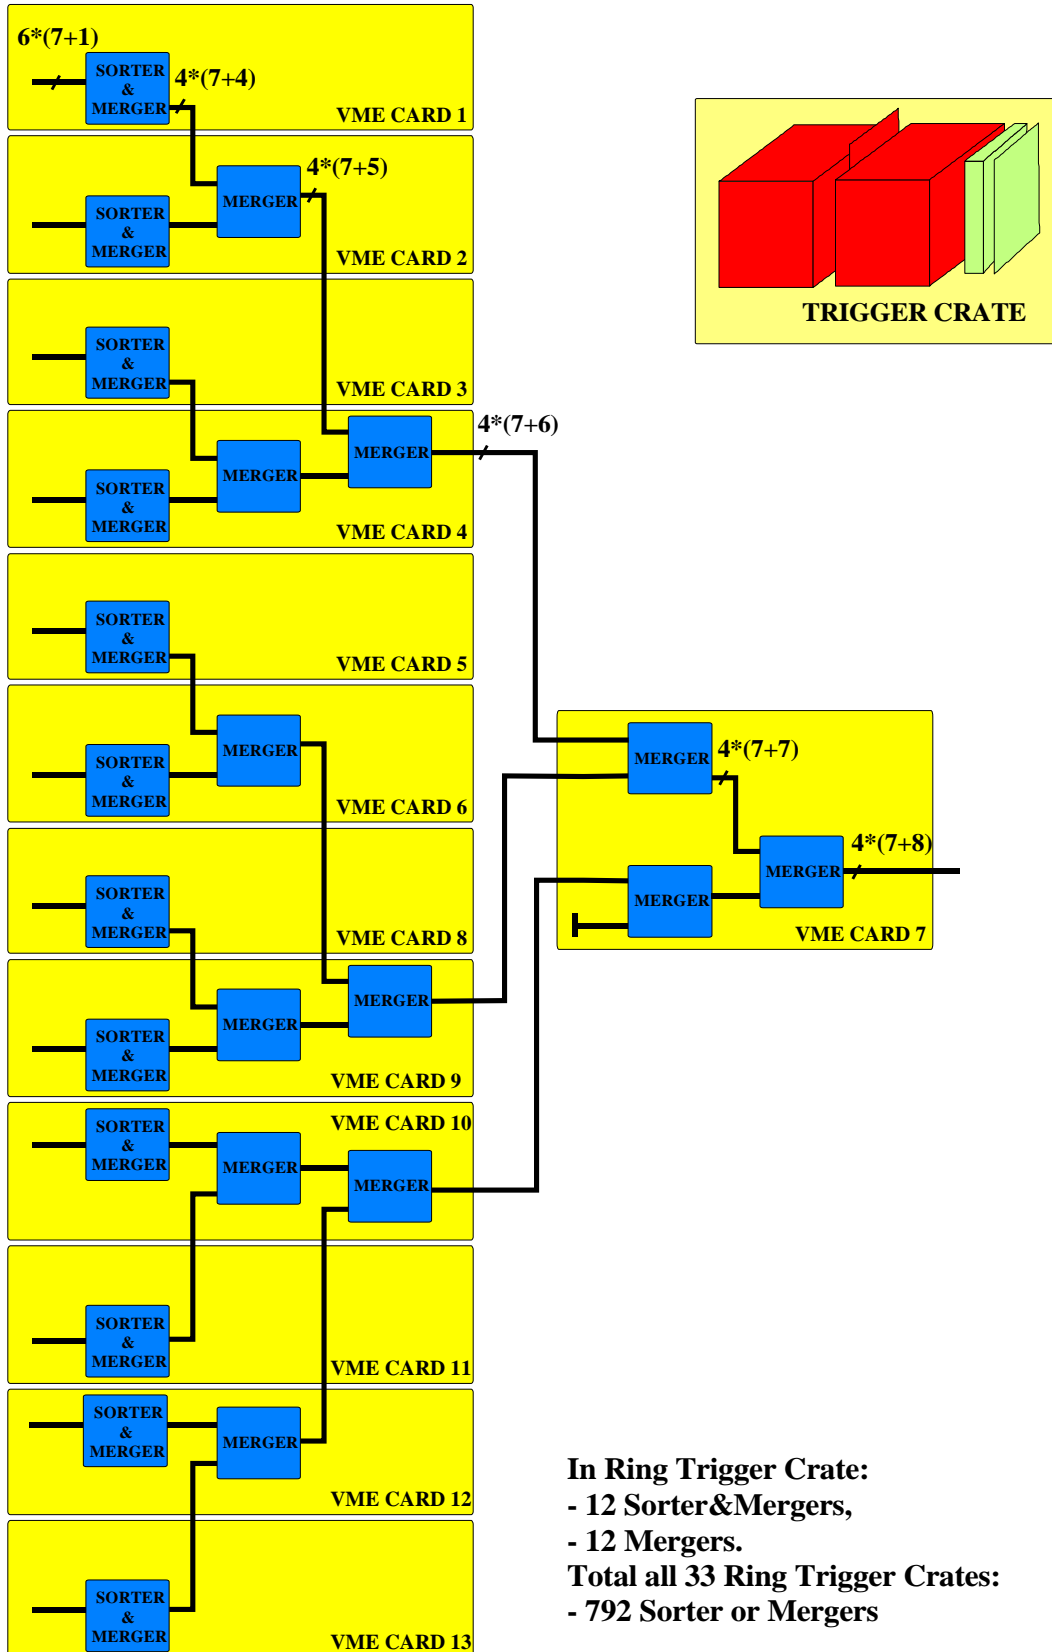 6*(7+1)
SORTER
&
MERGER
4*(7+4)
VME CARD 1
4*(7+5)
MERGER
SORTER
&
MERGER
VME CARD 2
SORTER
&
MERGER
VME CARD 3
4*(7+6)
MERGER
MERGER
SORTER
&
MERGER
VME CARD 4
SORTER
&
MERGER
VME CARD 5
MERGER
SORTER
&
MERGER
VME CARD 6
SORTER
&
MERGER
VME CARD 8
MERGER
MERGER
SORTER
&
MERGER
VME CARD 9
VME CARD 10
SORTER
&
MERGER
MERGER
MERGER
SORTER
&
MERGER
VME CARD 11
SORTER
&
MERGER
MERGER
VME CARD 12
SORTER
&
MERGER
VME CARD 13
TRIGGER CRATE
MERGER
4*(7+7)
4*(7+8)
MERGER
MERGER
VME CARD 7
In Ring Trigger Crate:
- 12 Sorter&Mergers,
- 12 Mergers.
Total all 33 Ring Trigger Crates:
- 792 Sorter or Mergers